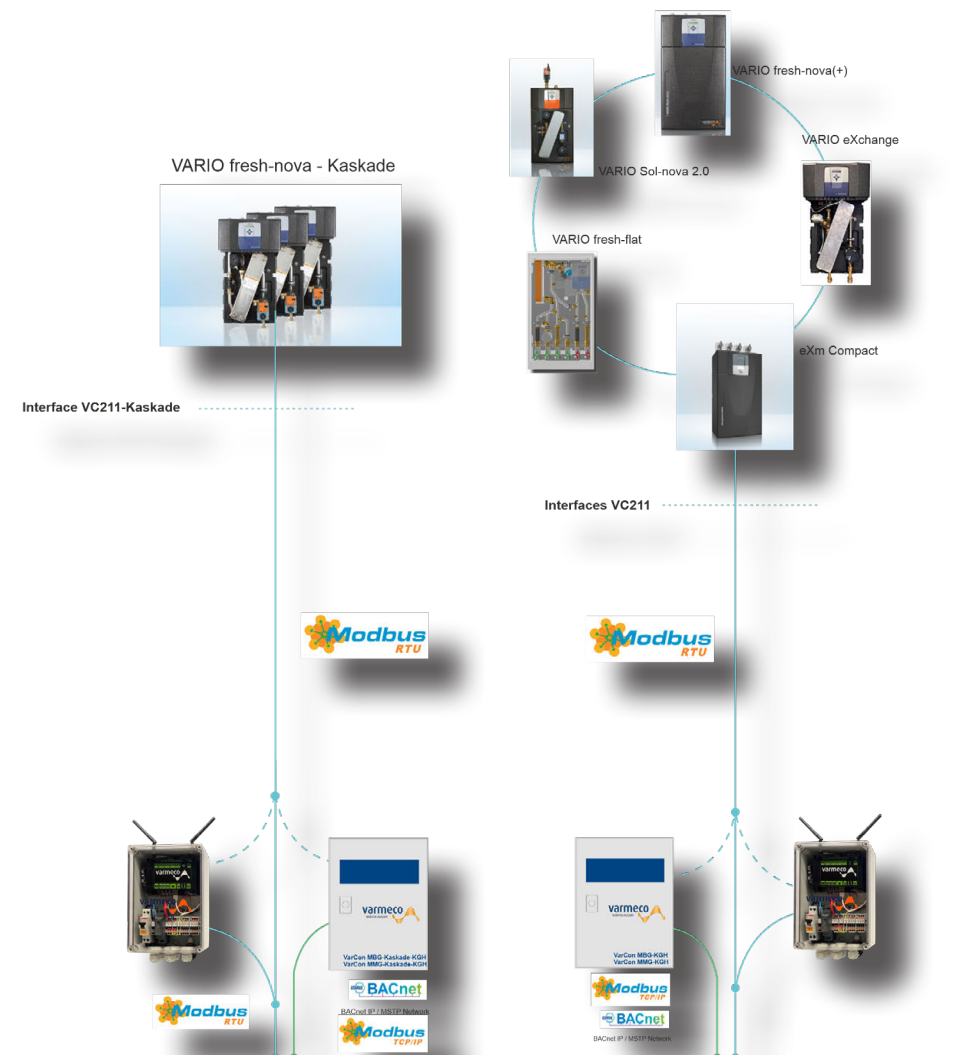 VARIO fresh-nova(+)
VARIO eXchange
VARIO fresh-nova - Kaskade
VARIO Sol-nova 2.0
VARIO fresh-flat
eXm Compact
Interface VC211-Kaskade
Interfaces VC211
Modbus
RTU
Modbus
RTU
varmeco
varmeco
varmeco
varmeco
VarCon MBG-Kaskade-KGH
VarCon MMG-Kaskade-KGH
VarCon MBG-KGH
VarCon MMG-KGH
BACnet
BACnet IP / MSTP Network
Modbus
RTU
Modbus
TCP/IP
Modbus
TCP/IP
BACnet
BACnet IP / MSTP Network